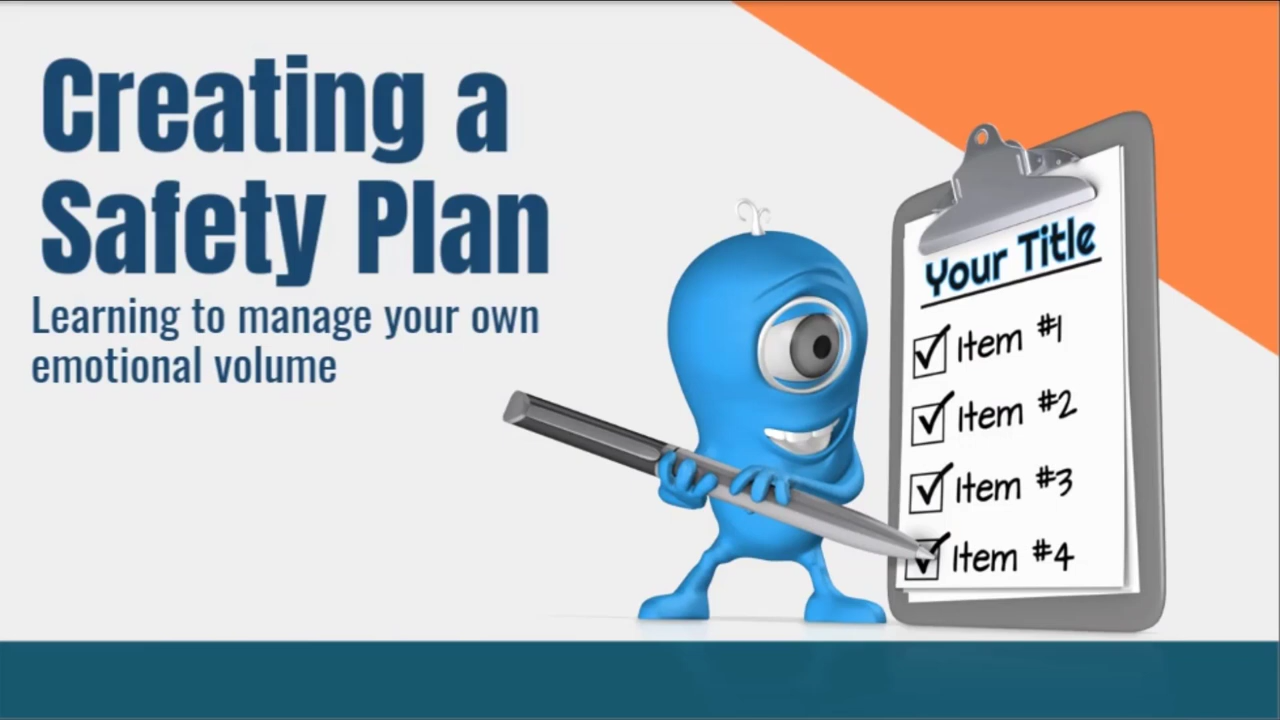 Creating a
Safety Plan
Learning to manage your own
emotional volume
Your Title
Item #1
Item #2
Item #3
Item #4